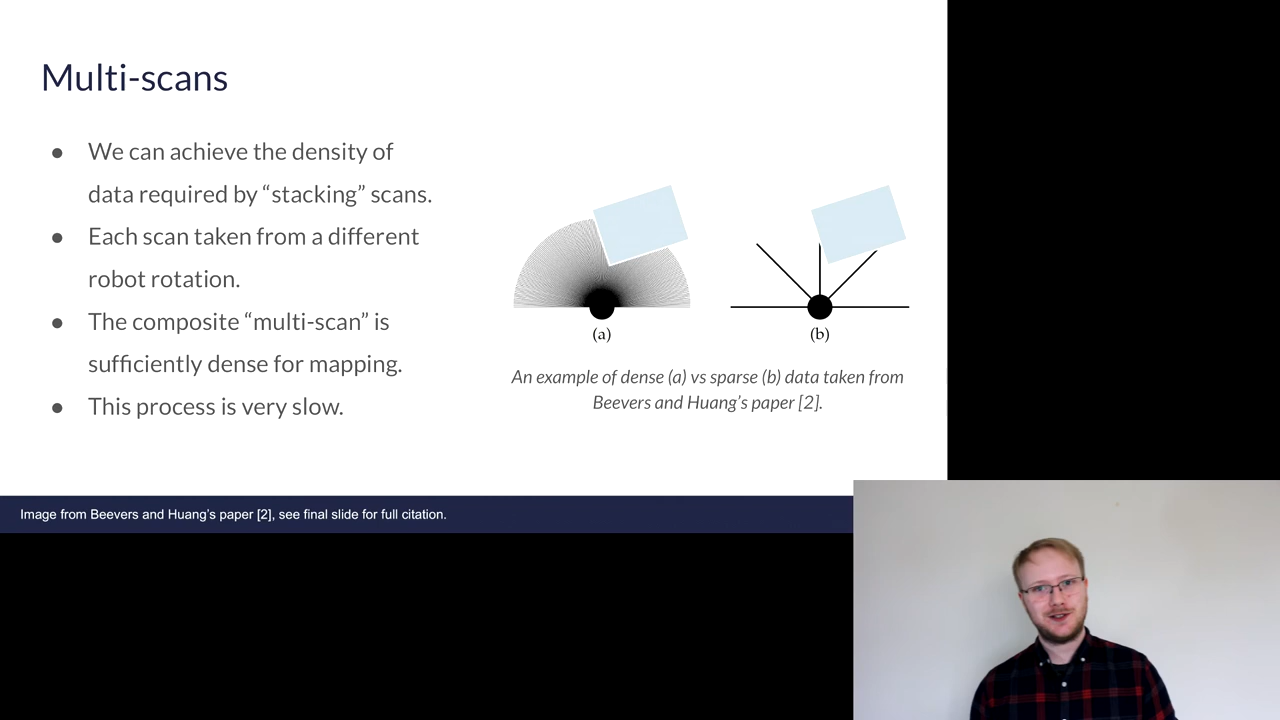 Multi-scans
● We can achieve the density of
data required by “stacking” scans.
● Each scan taken from a different
robot rotation.
● The composite “multi-scan” is
sufficiently dense for mapping.
● This process is very slow.
(a) (b)
An example of dense (a) vs sparse (b) data taken from
Beevers and Huang’s paper [2].
Image from Beevers and Huang’s paper [2], see final slide for full citation.